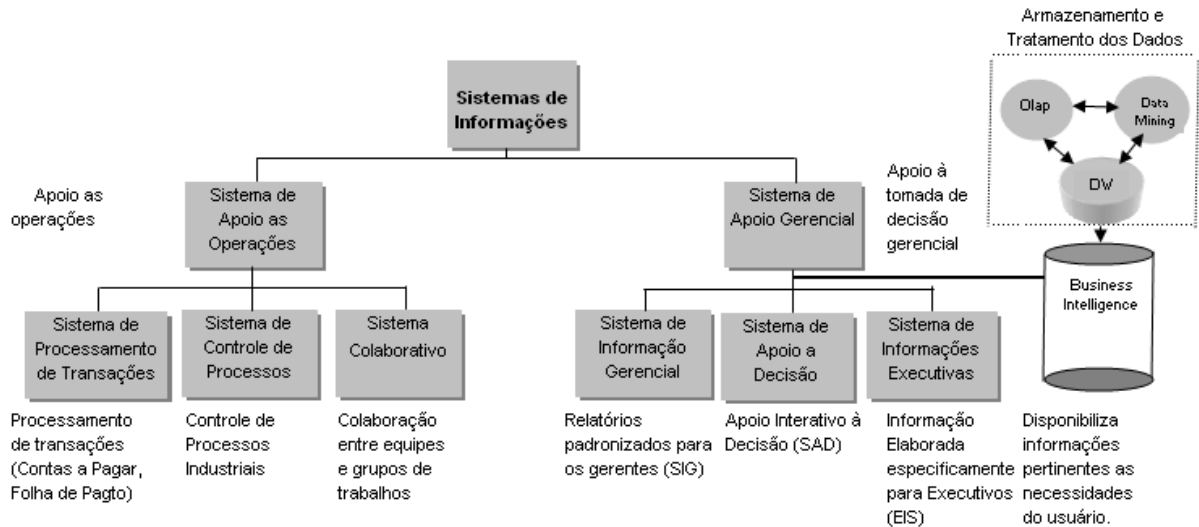 Armazenamento e
Tratamento dos Dados
Olap
Data
Mining
DW
Sistemas de
Informações
Apoio as
operações
Sistema de
Apoio as
Operações
Sistema de
Apoio Gerencial
Apoio à
tomada de
decisão
gerencial
Business
Intelligence
Sistema de
Processamento
de Transações
Sistema de
Controle de
Processos
Sistema
Colaborativo
Sistema de
Informação
Gerencial
Sistema de
Apoio a
Decisão
Sistema de
Informações
Executivas
Processamento
de transações
(Contas a Pagar,
Folha de Pagto)
Controle de
Processos
Industriais
Colaboração
entre equipes
e grupos de
trabalhos
Relatórios
padronizados para
os gerentes (SIG)
Apoio Interativo à
Decisão (SAD)
Informação
Elaborada
especificamente
para Executivos
(EIS)
Disponibiliza
informações
pertinentes as
necessidades
do usuário.